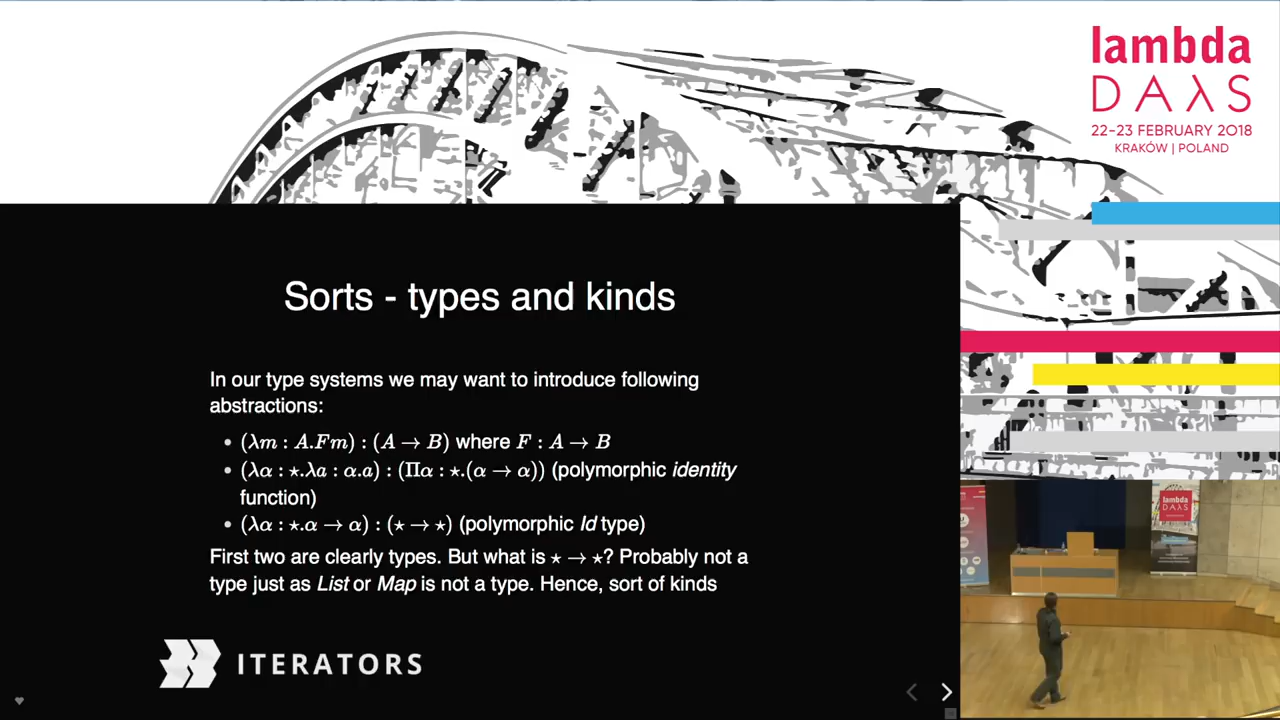 lambda
DAλS
22-23 FEBRUARY 2018
KRAKÓW | POLAND
Sorts - types and kinds
In our type systems we may want to introduce following
abstractions:
• (λm : A.Fm) : (A → B) where F : A → B
• (λα : ⋆.λa : α.a) : (Πα : ⋆.(α → α)) (polymorphic identity
function)
• (λα : ⋆.α → α) : (⋆ → ⋆) (polymorphic Id type)
First two are clearly types. But what is ⋆ → ⋆? Probably not a
type just as List or Map is not a type. Hence, sort of kinds
ITERATORS
lambda
DAλS